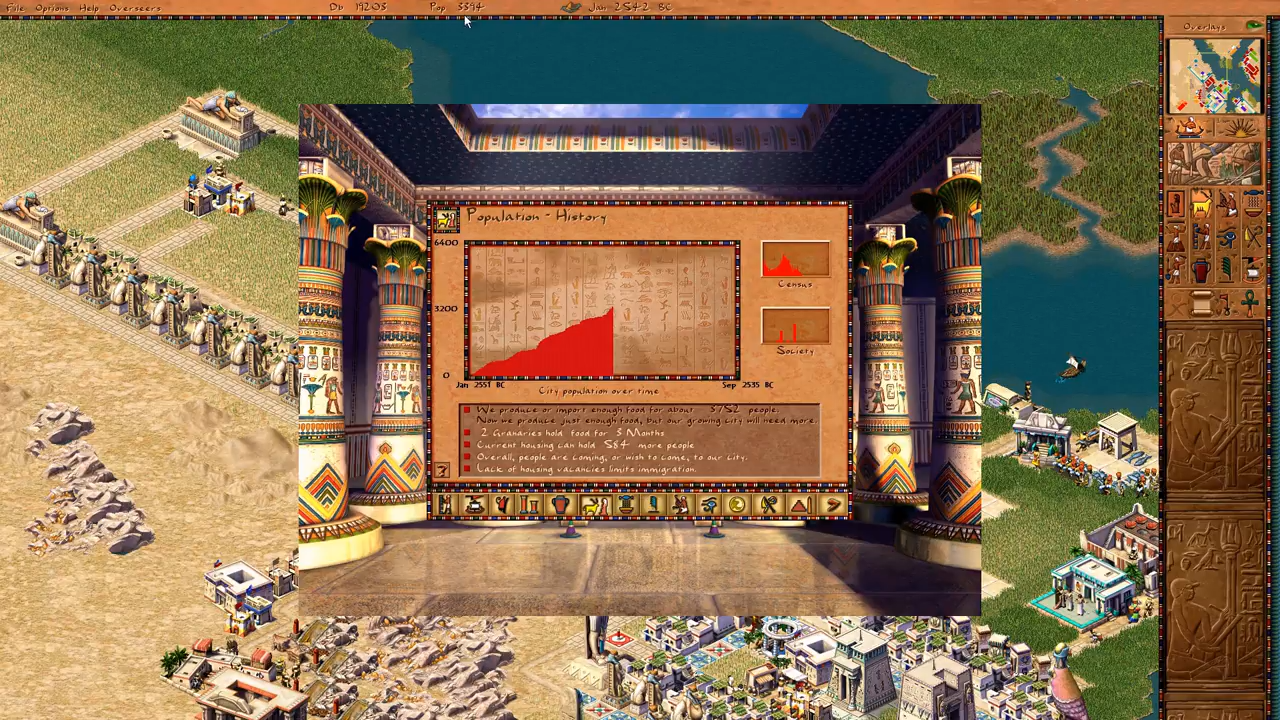 File Options Help Overseers Db 19203 Pop 3394 Jan 2542 BC
Overlays
Population - History
6400
3200
0
Jan 2551 BC Sep 2535 BC
City population over time
Census
Society
We produce or import enough food for about 3752 people.
Now we produce just enough food, but our growing city will need more.
2 Granaries hold food for 3 Months
Current housing can hold 584 more people
Overall, people are coming, or wish to come, to our city.
Lack of housing vacancies limits immigration.
?